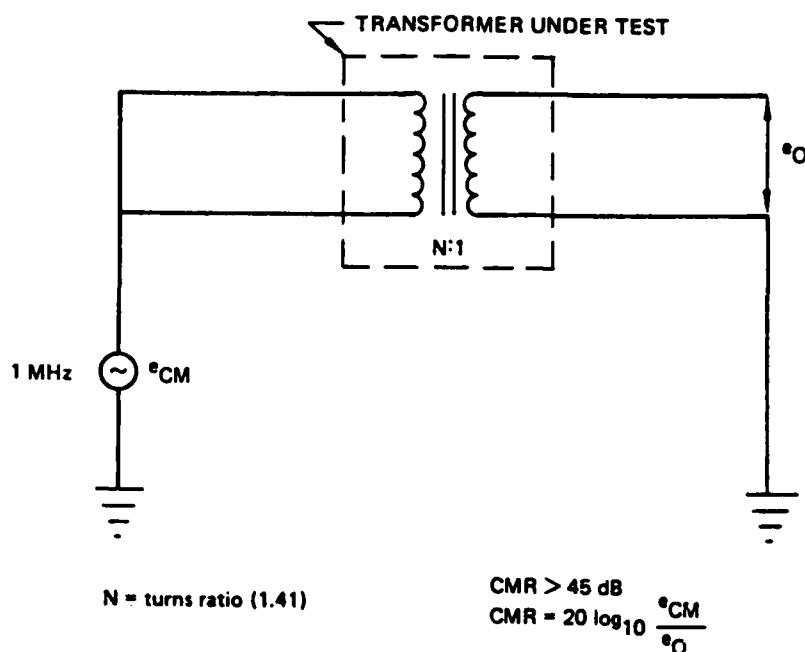 TRANSFORMER UNDER TEST
eO
N:1
1 MHz
~
eCM
N = turns ratio (1.41)
CMR > 45 dB
CMR = 20 log10 eCM
eO